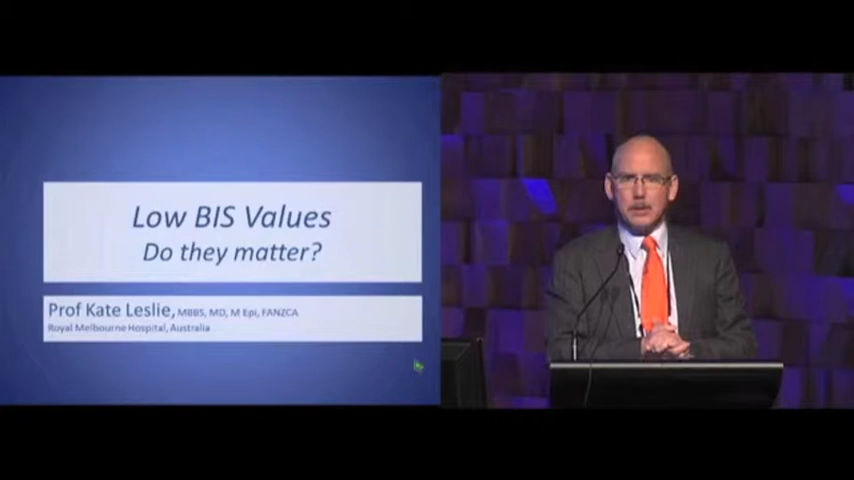 Low BIS Values
Do they matter?
Prof Kate Leslie, MBBS, MD, M Epi, FANZCA
Royal Melbourne Hospital, Australia